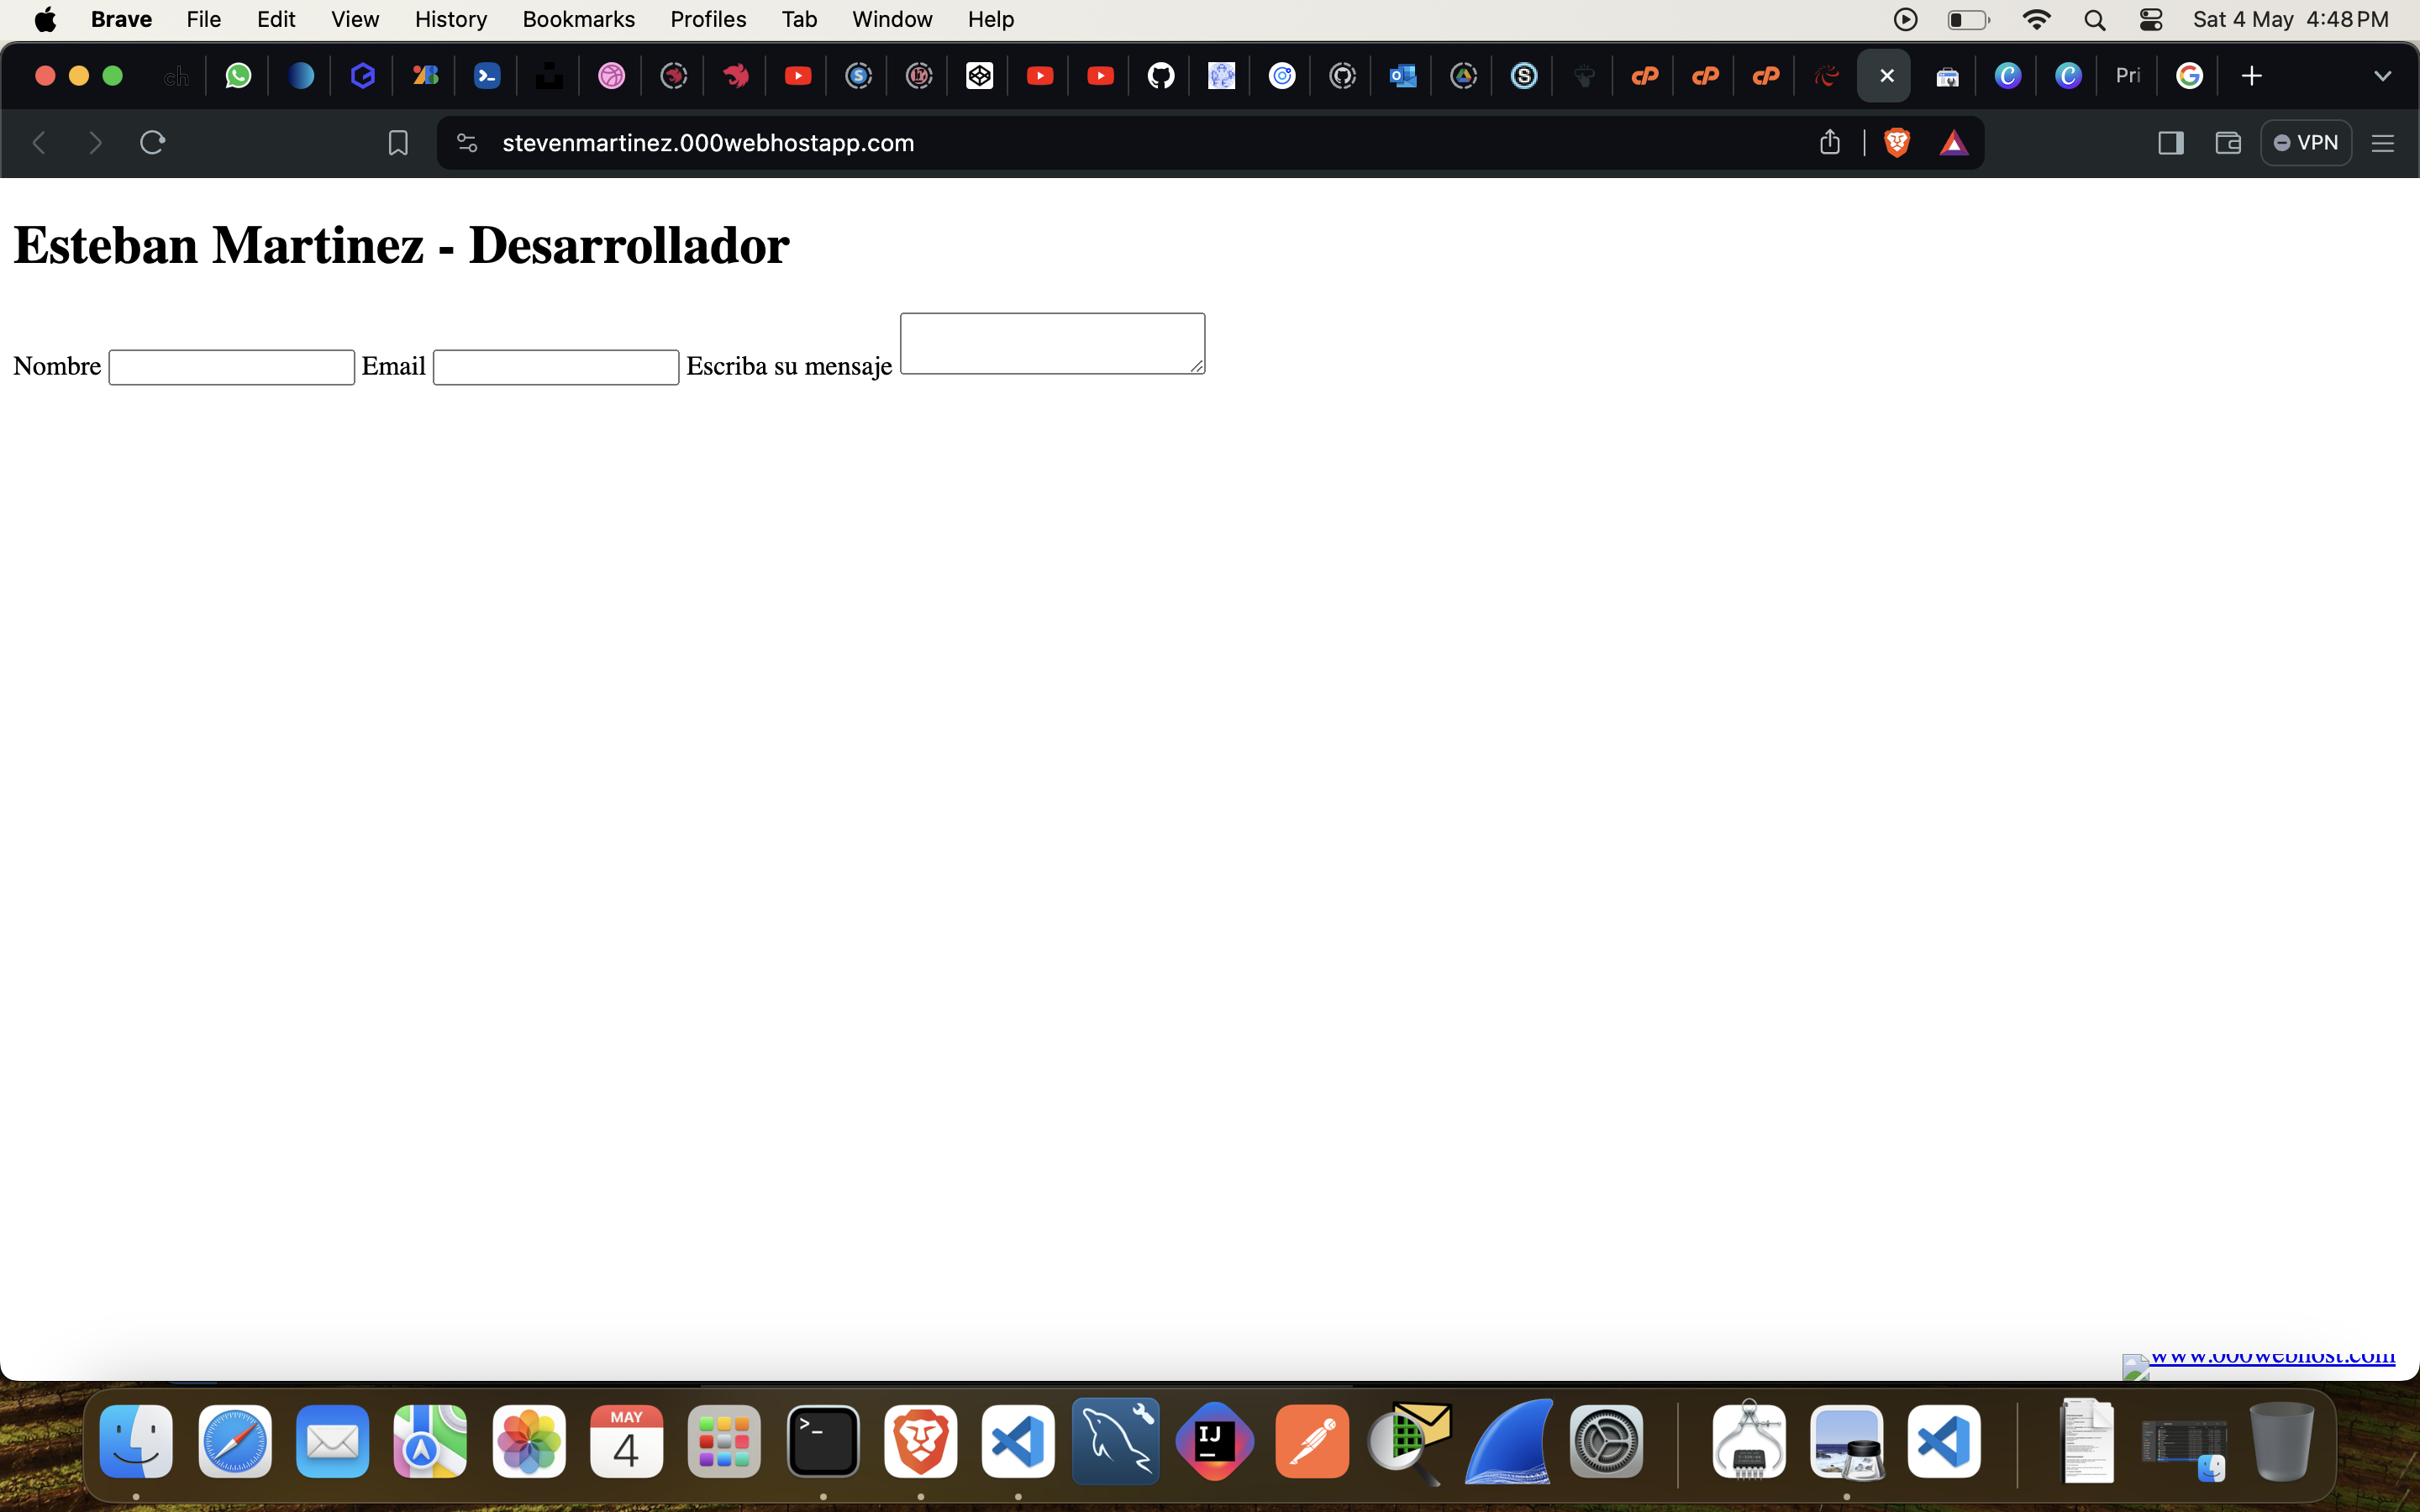 Brave File Edit View History Bookmarks Profiles Tab Window Help Sat 4 May 4:48 PM
ch Pri
stevenmartinez.000webhostapp.com VPN
Esteban Martinez - Desarrollador
Nombre Email Escriba su mensaje
www.000webhost.com
MAY
4
IJ